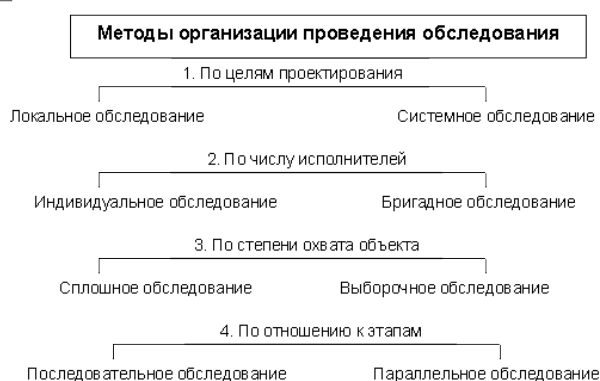 Методы организации проведения обследования
1. По целям проектирования
Локальное обследование Системное обследование
2. По числу исполнителей
Индивидуальное обследование Бригадное обследование
3. По степени охвата объекта
Сплошное обследование Выборочное обследование
4. По отношению к этапам
Последовательное обследование Параллельное обследование